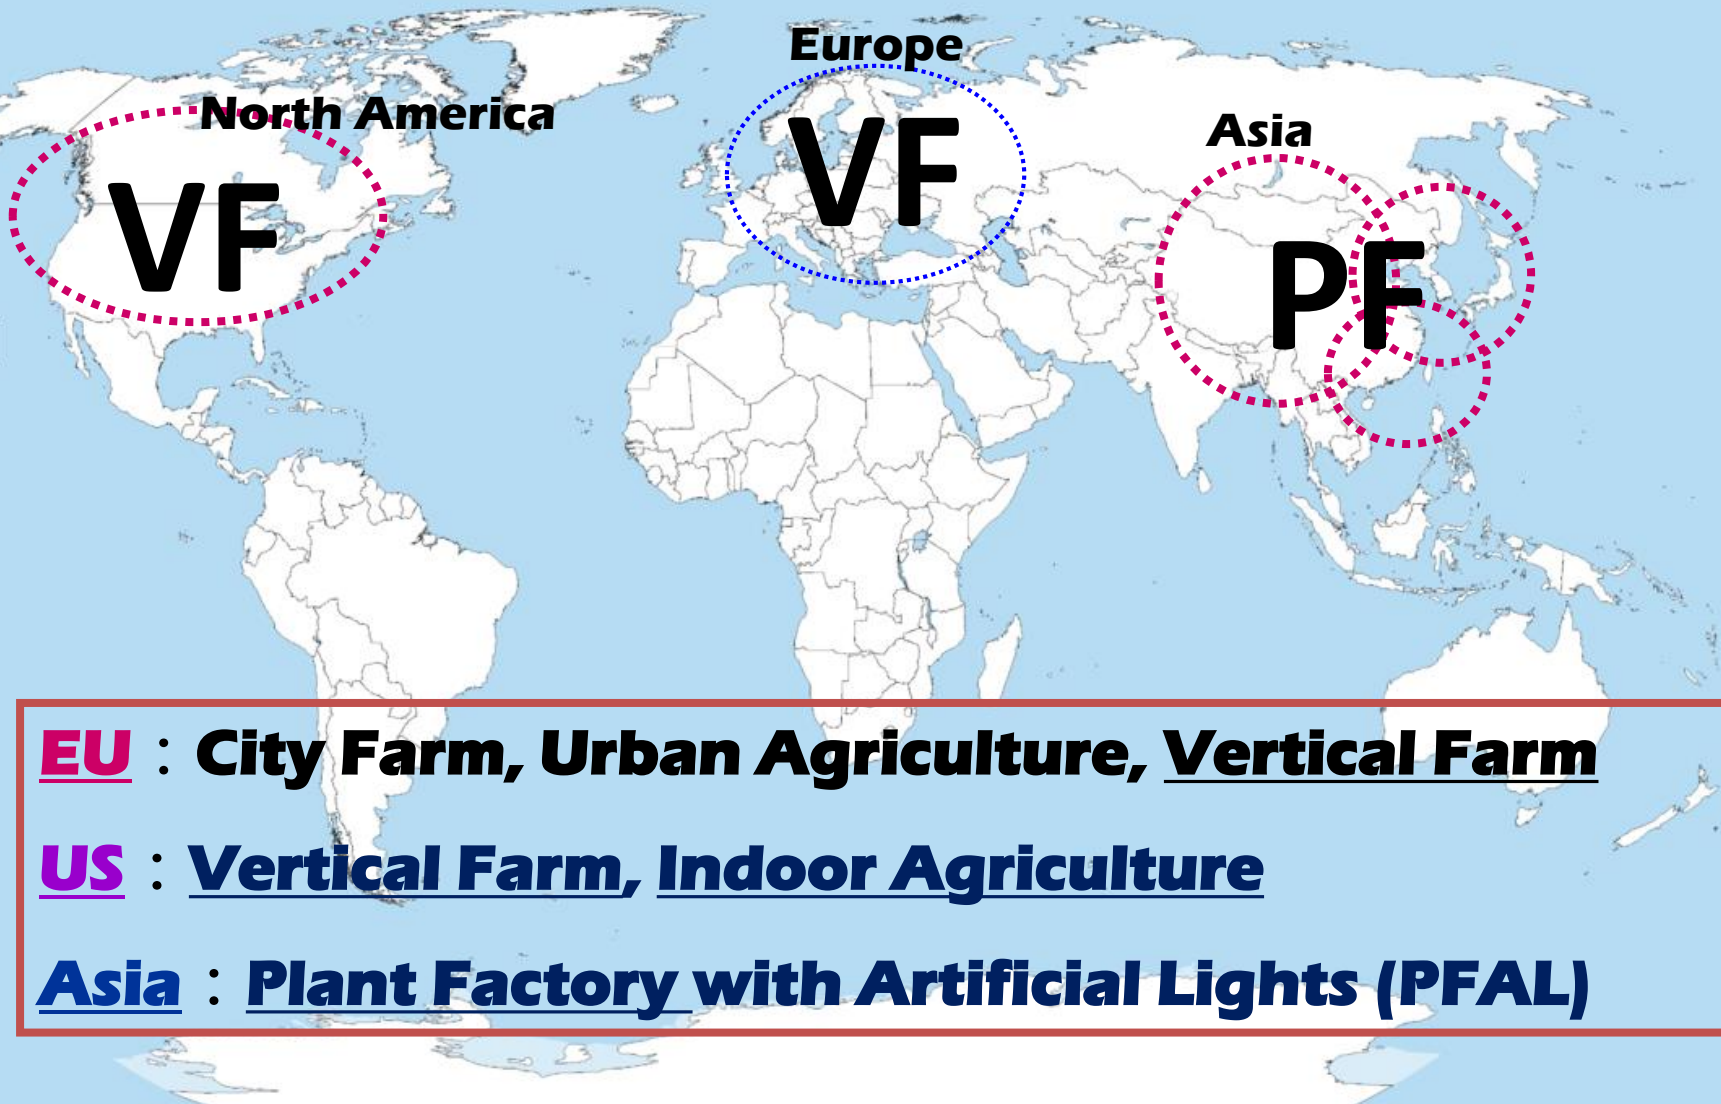 Europe
North America
Asia
VF
VF
PF
EU : City Farm, Urban Agriculture, Vertical Farm
US : Vertical Farm, Indoor Agriculture
Asia : Plant Factory with Artificial Lights (PFAL)